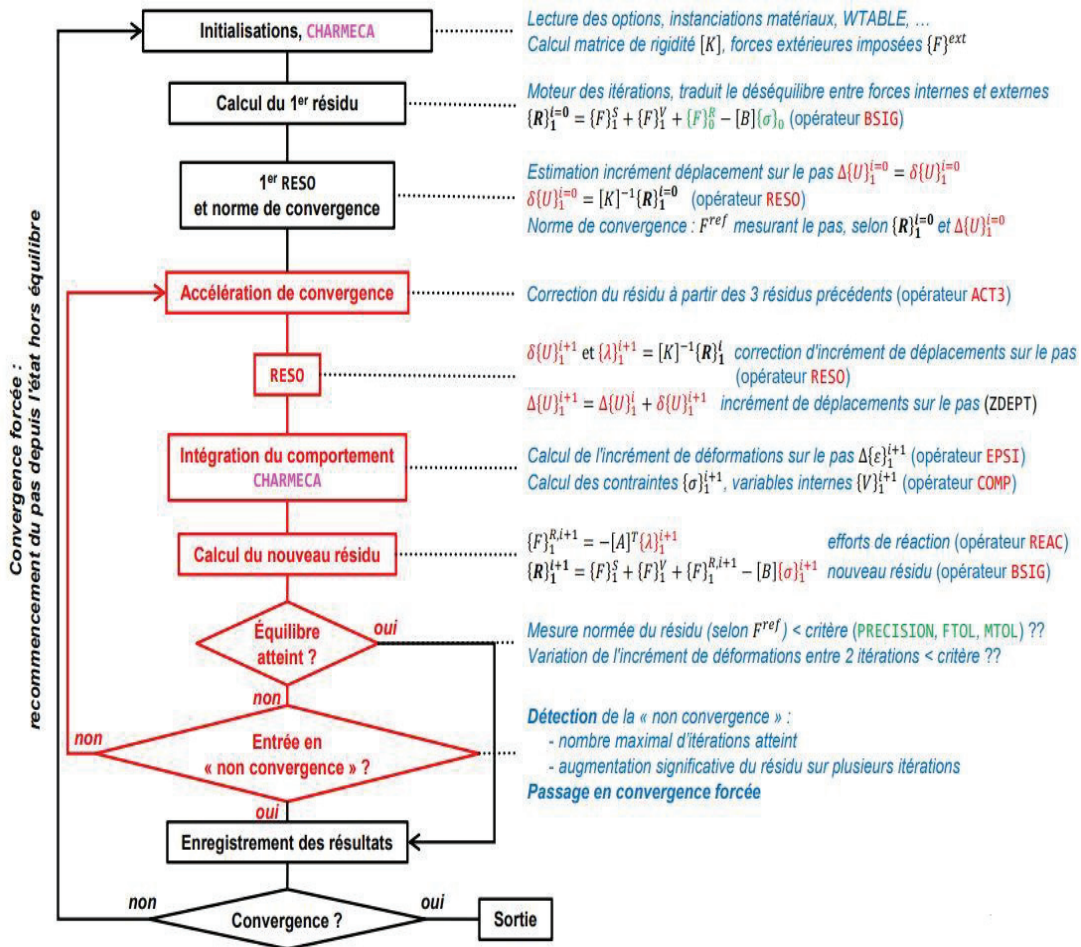 Initialisations, CHARMECA
Lecture des options, instanciations matériaux, WTABLE, …
Calcul matrice de rigidité [K], forces extérieures imposées {F}^{ext}
Calcul du 1er résidu
Moteur des itérations, traduit le déséquilibre entre forces internes et externes
{R}_1^{i=0} = {F}_1^S + {F}_1^V + {F}_0^R − [B]{σ}_0 (opérateur BSIG)
1er RESO
et norme de convergence
Estimation incrément déplacement sur le pas Δ{U}_1^{i=0} = δ{U}_1^{i=0}
δ{U}_1^{i=0} = [K]^{-1}{R}_1^{i=0} (opérateur RESO)
Norme de convergence : F^{ref} mesurant le pas, selon {R}_1^{i=0} et Δ{U}_1^{i=0}
Accélération de convergence
Correction du résidu à partir des 3 résidus précédents (opérateur ACT3)
RESO
δ{U}_1^{i+1} et {λ}_1^{i+1} = [K]^{-1}{R}_1^i correction d'incrément de déplacements sur le pas
(opérateur RESO)
Δ{U}_1^{i+1} = Δ{U}_1^i + δ{U}_1^{i+1} incrément de déplacements sur le pas (ZDEPT)
Intégration du comportement
CHARMECA
Calcul de l'incrément de déformations sur le pas Δ{ε}_1^{i+1} (opérateur EPSI)
Calcul des contraintes {σ}_1^{i+1}, variables internes {V}_1^{i+1} (opérateur COMP)
Calcul du nouveau résidu
{F}_1^{R,i+1} = −[A]^T{λ}_1^{i+1} efforts de réaction (opérateur REAC)
{R}_1^{i+1} = {F}_1^S + {F}_1^V + {F}_1^{R,i+1} − [B]{σ}_1^{i+1} nouveau résidu (opérateur BSIG)
Équilibre
atteint ?
oui
non
Mesure normée du résidu (selon F^{ref}) < critère (PRECISION, FTOL, MTOL) ??
Variation de l'incrément de déformations entre 2 itérations < critère ??
Entrée en
« non convergence » ?
non
oui
Détection de la « non convergence » :
- nombre maximal d'itérations atteint
- augmentation significative du résidu sur plusieurs itérations
Passage en convergence forcée
Enregistrement des résultats
Convergence ?
non
oui
Sortie
Convergence forcée :
recommencement du pas depuis l'état hors équilibre